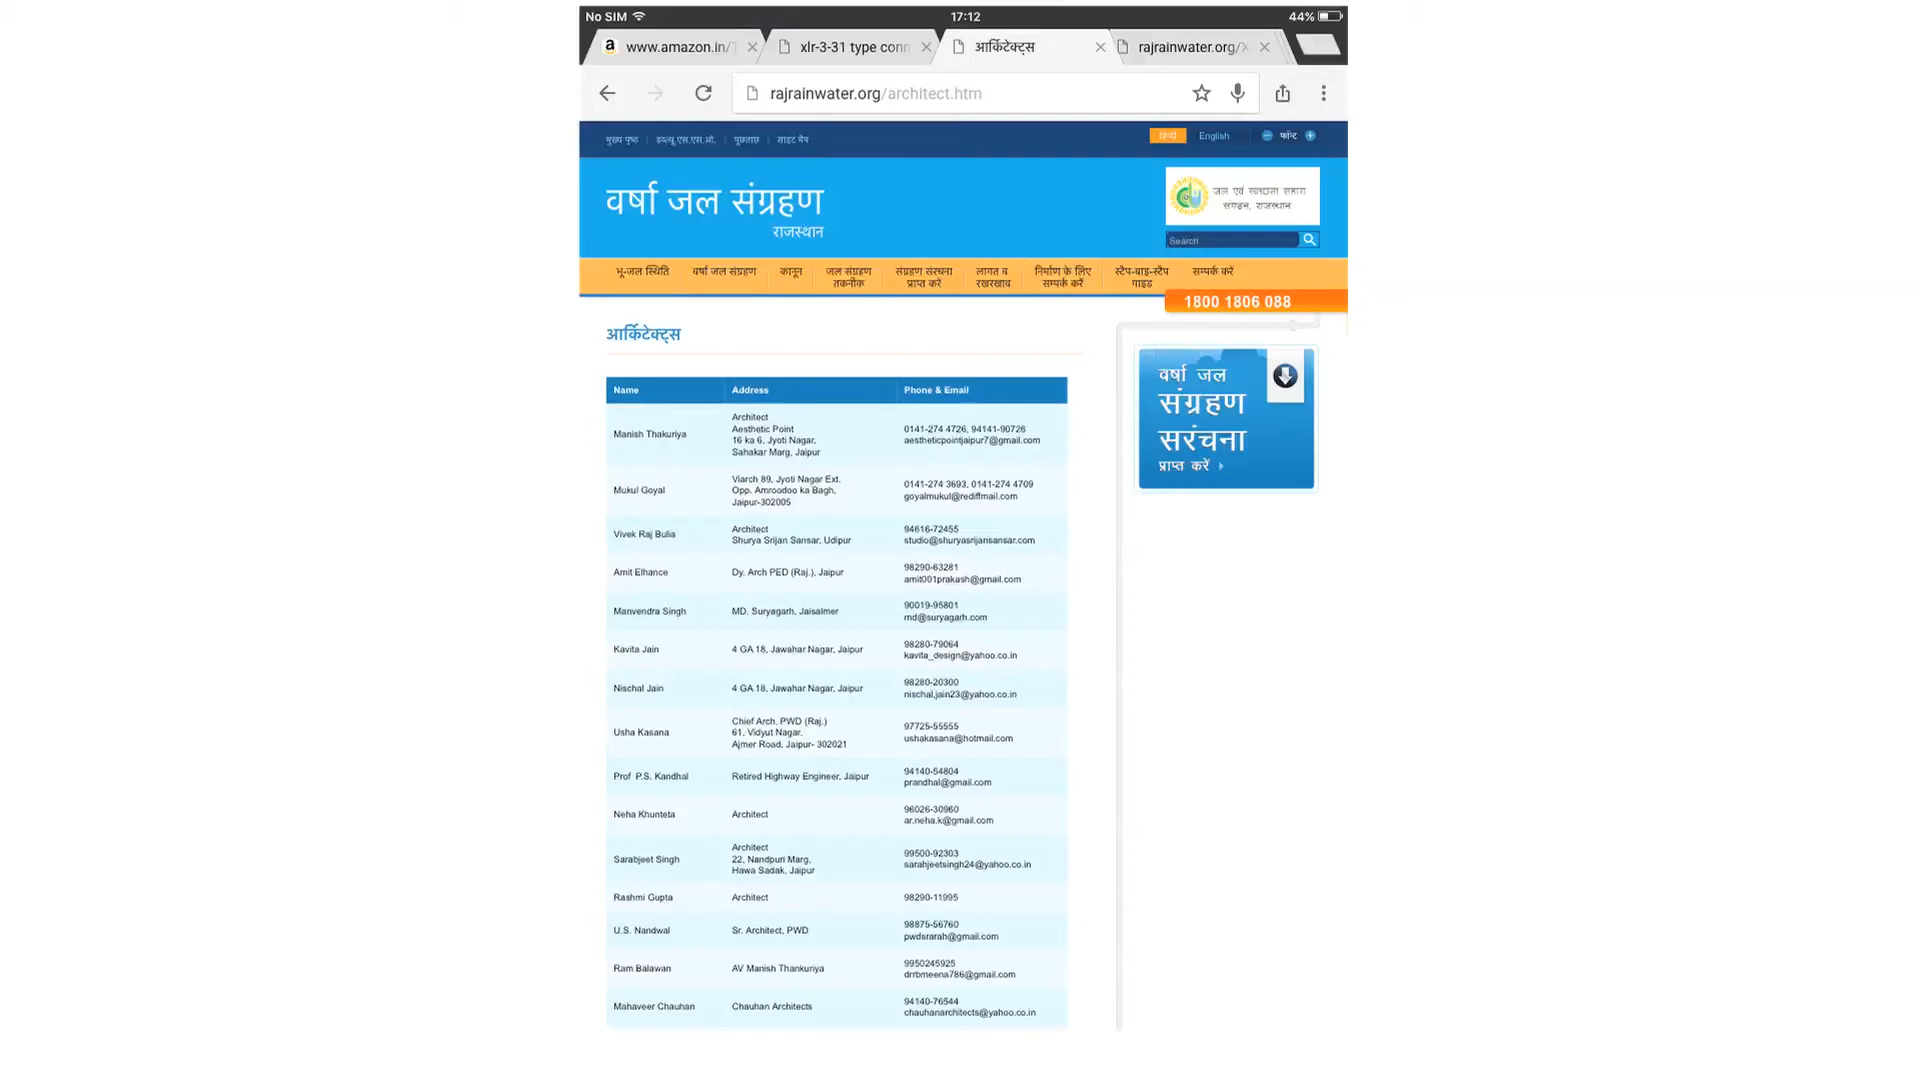 No SIM 17:12 44%
www.amazon.in/ xlr-3-31 type conn आर्किटेक्ट्स rajrainwater.org/
rajrainwater.org/architect.htm
मुख्य पृष्ठ | डब्ल्यू.एस.एस.ओ. | पूछताछ | साइट मैप
हिन्दी English फॉन्ट
वर्षा जल संग्रहण
राजस्थान
जल एवं स्वच्छता सहारा
संगठन, राजस्थान
Search
भू-जल स्थिति वर्षा जल संग्रहण कानून जल संग्रहण तकनीक संग्रहण संरचना प्राप्त करें लागत व रखरखाव निर्माण के लिए सम्पर्क करें स्टैप-बाइ-स्टैप गाइड सम्पर्क करें
1800 1806 088
आर्किटेक्ट्स
वर्षा जल
संग्रहण
सरंचना
प्राप्त करें
Name Address Phone & Email
Manish Thakuriya
Architect
Aesthetic Point
16 ka 6, Jyoti Nagar,
Sahakar Marg, Jaipur
0141-274 4726, 94141-90726
aestheticpointjaipur7@gmail.com
Mukul Goyal
Viarch 89, Jyoti Nagar Ext.
Opp. Amroodoo ka Bagh,
Jaipur-302005
0141-274 3693, 0141-274 4709
goyalmukul@rediffmail.com
Vivek Raj Bulia
Architect
Shurya Srijan Sansar, Udipur
94616-72455
studio@shuryasrijansansar.com
Amit Elhance
Dy. Arch PED (Raj.), Jaipur
98290-63281
amit001prakash@gmail.com
Manvendra Singh
MD. Suryagarh, Jaisalmer
90019-95801
md@suryagarh.com
Kavita Jain
4 GA 18, Jawahar Nagar, Jaipur
98280-79064
kavita_design@yahoo.co.in
Nischal Jain
4 GA 18, Jawahar Nagar, Jaipur
98280-20300
nischal.jain23@yahoo.co.in
Usha Kasana
Chief Arch. PWD (Raj.)
61, Vidyut Nagar.
Ajmer Road, Jaipur- 302021
97725-55555
ushakasana@hotmail.com
Prof P.S. Kandhal
Retired Highway Engineer, Jaipur
94140-54804
prandhal@gmail.com
Neha Khunteta
Architect
96026-30960
ar.neha.k@gmail.com
Sarabjeet Singh
Architect
22, Nandpuri Marg,
Hawa Sadak, Jaipur
99500-92303
sarahjeetsingh24@yahoo.co.in
Rashmi Gupta
Architect
98290-11995
U.S. Nandwal
Sr. Architect, PWD
98875-56760
pwdsrarah@gmail.com
Ram Balawan
AV Manish Thankuriya
9950245925
drrbmeena786@gmail.com
Mahaveer Chauhan
Chauhan Architects
94140-76544
chauhanarchitects@yahoo.co.in